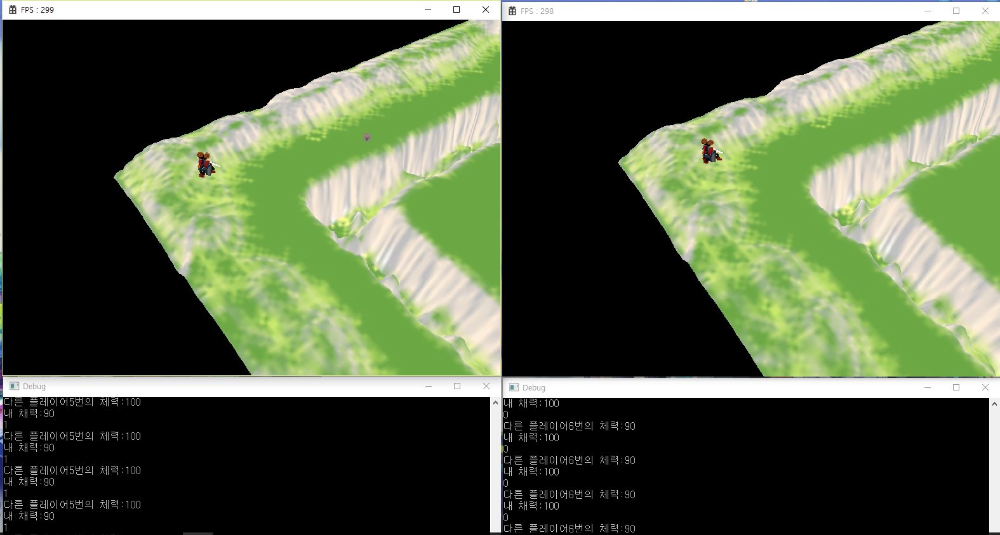 FPS : 299
FPS : 298
Debug
다른 플레이어5번의 체력:100
내 채력:90
1
다른 플레이어5번의 체력:100
내 채력:90
1
다른 플레이어5번의 체력:100
내 채력:90
1
다른 플레이어5번의 체력:100
내 채력:90
1
Debug
내 채력:100
0
다른 플레이어6번의 체력:90
내 채력:100
0
다른 플레이어6번의 체력:90
내 채력:100
0
다른 플레이어6번의 체력:90
내 채력:100
0
다른 플레이어6번의 체력:90